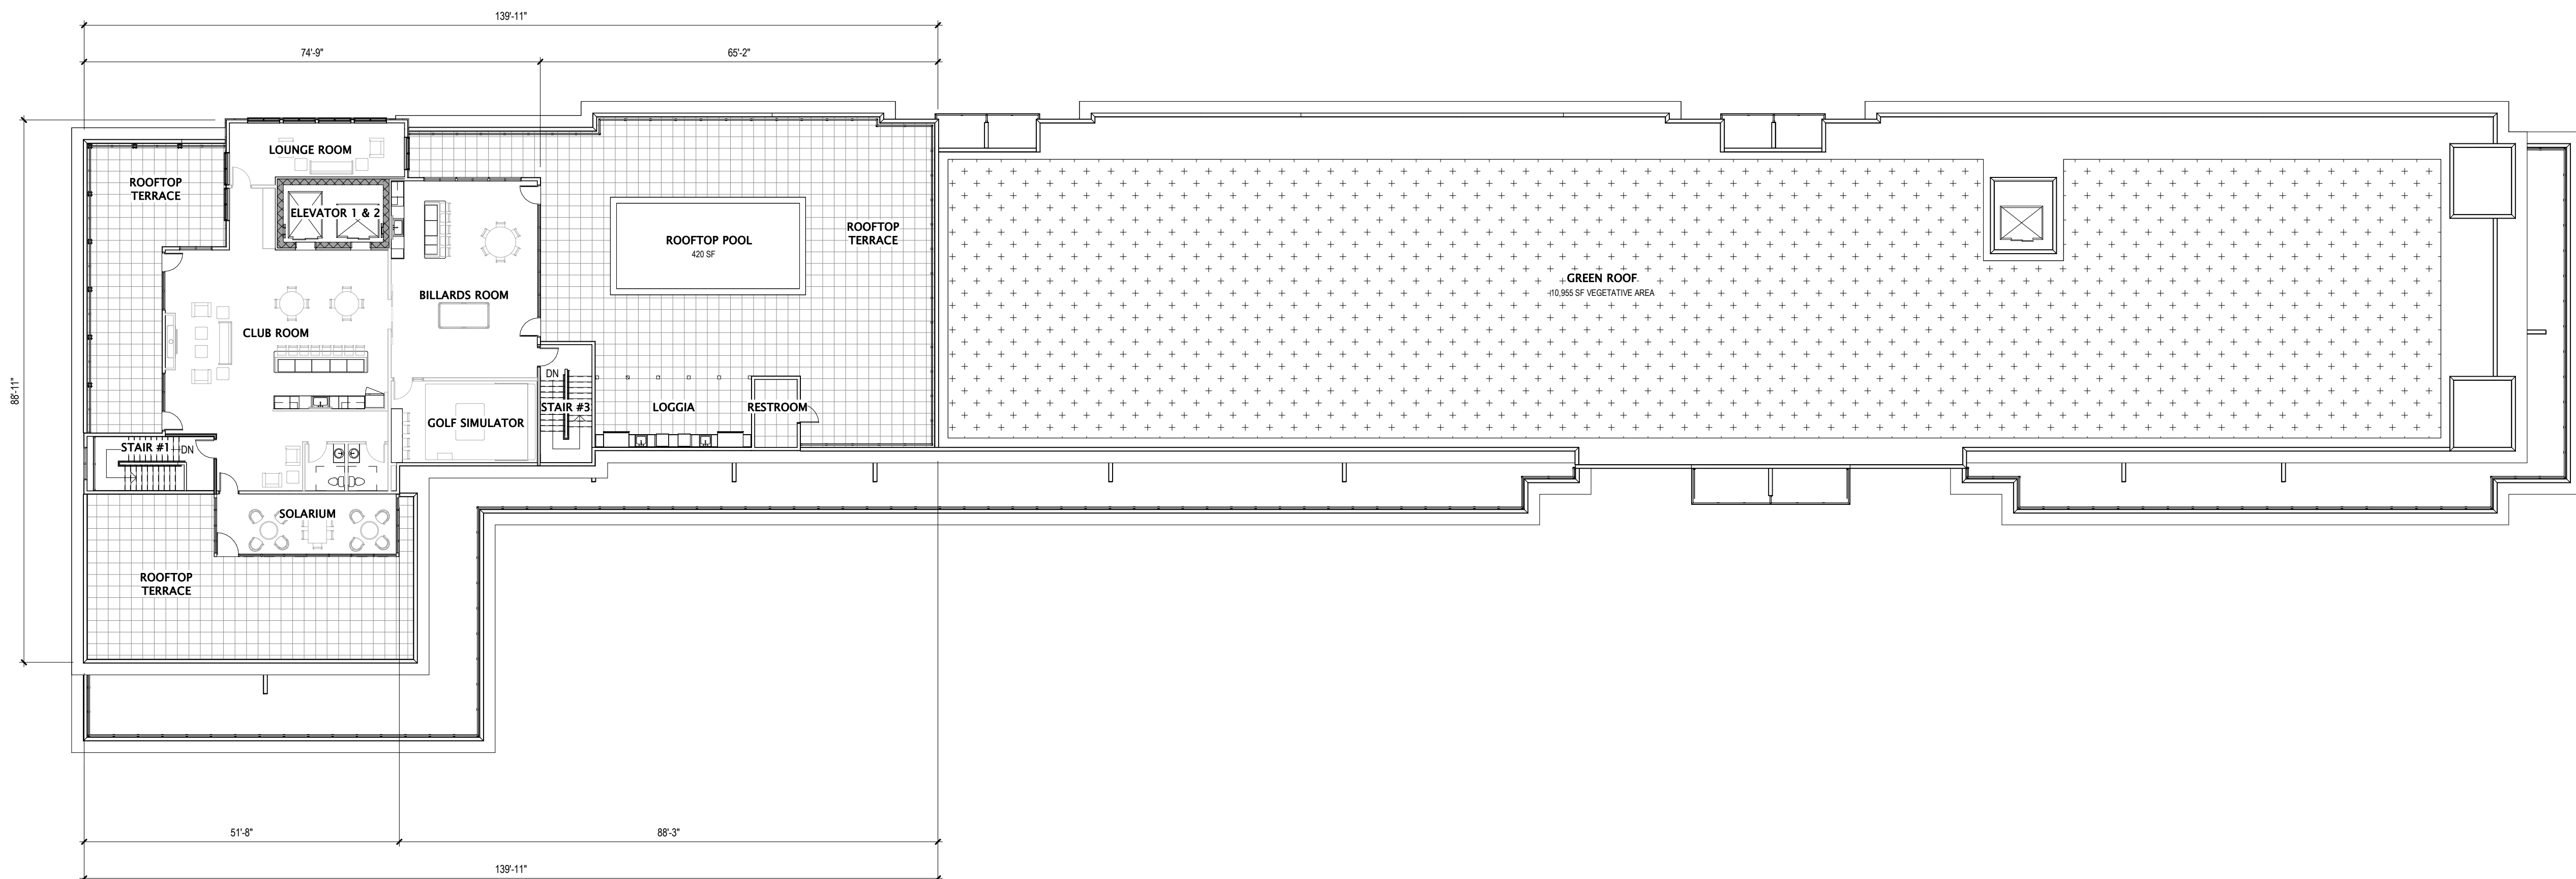 139'-11"
74'-9"
65'-2"
LOUNGE ROOM
ROOFTOP
TERRACE
ELEVATOR 1 & 2
ROOFTOP POOL
420 SF
ROOFTOP
TERRACE
GREEN ROOF
10,955 SF VEGETATIVE AREA
BILLARDS ROOM
CLUB ROOM
88'-11"
DN
STAIR #3
LOGGIA
RESTROOM
GOLF SIMULATOR
STAIR #1
DN
SOLARIUM
ROOFTOP
TERRACE
51'-8"
88'-3"
139'-11"